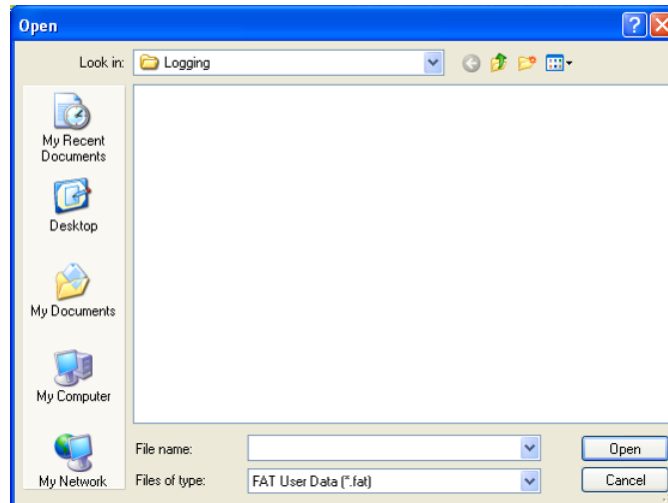 Open
Look in:
Logging
My Recent
Documents
Desktop
My Documents
My Computer
My Network
File name:
Open
Files of type:
FAT User Data (*.fat)
Cancel